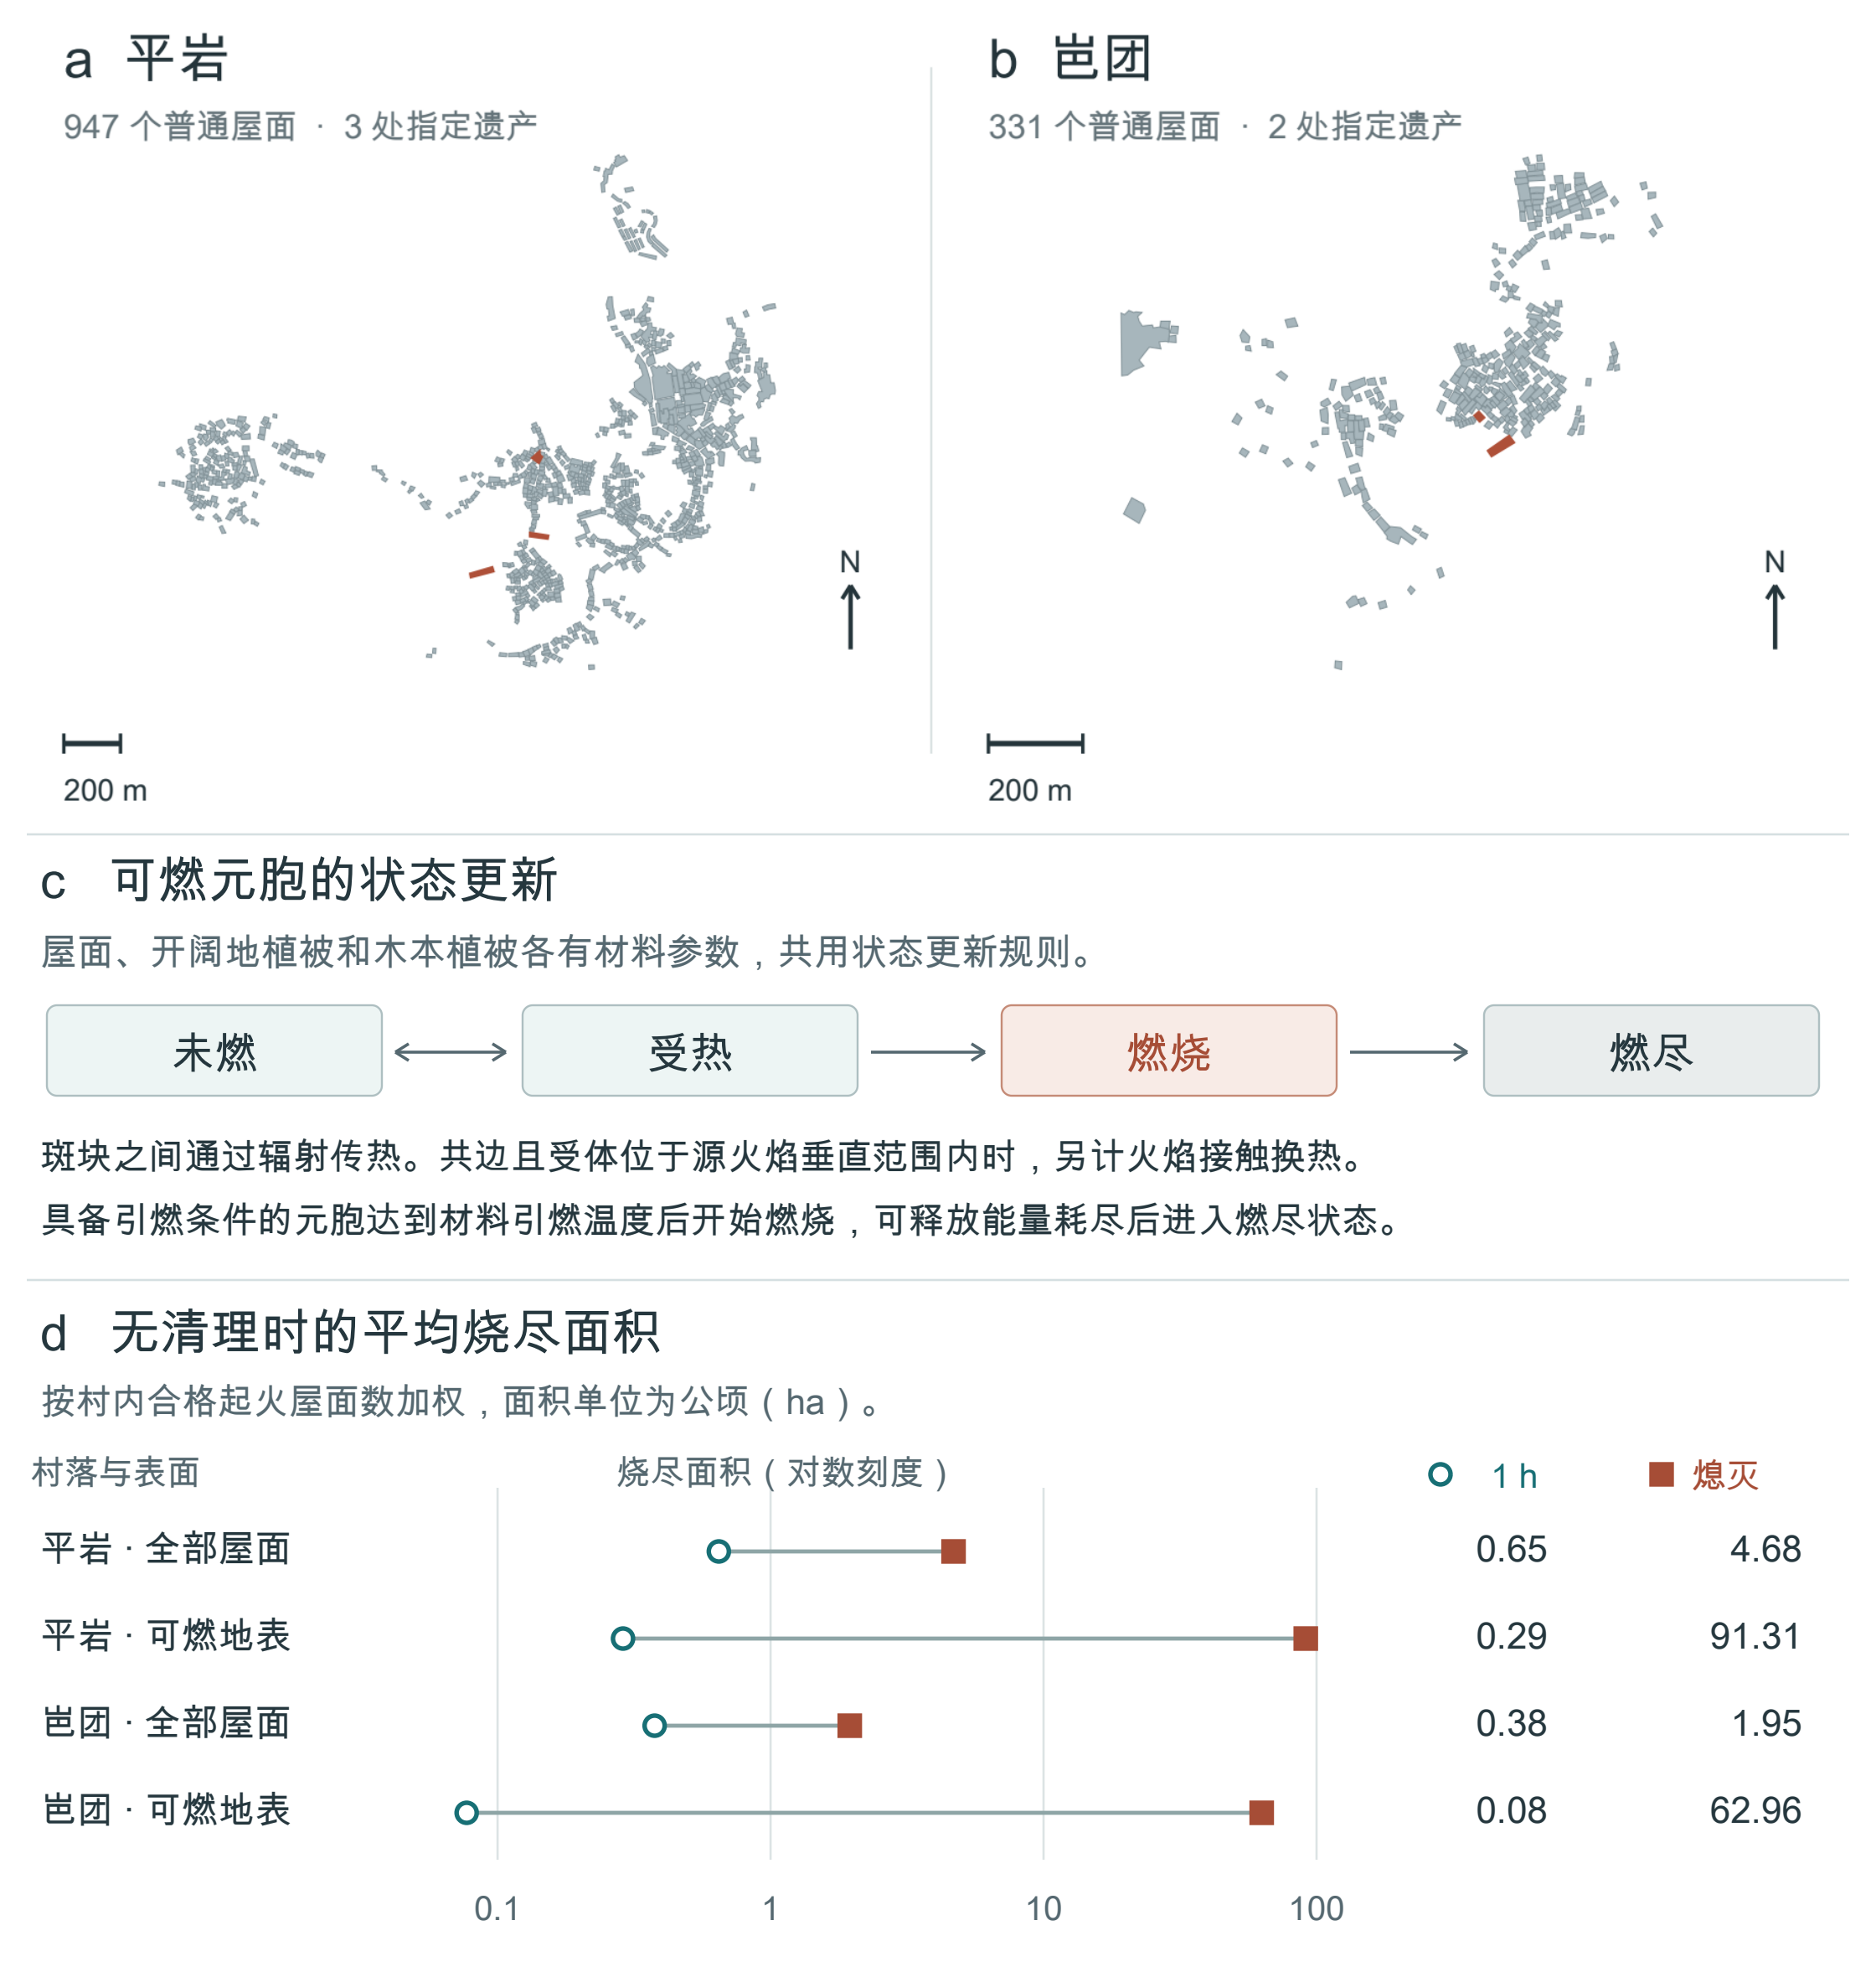 a 平岩
947 个普通屋面 · 3 处指定遗产
N
200 m
b 岜团
331 个普通屋面 · 2 处指定遗产
N
200 m
c 可燃元胞的状态更新
屋面、开阔地植被和木本植被各有材料参数，共用状态更新规则。
未燃 受热 燃烧 燃尽
斑块之间通过辐射传热。共边且受体位于源火焰垂直范围内时，另计火焰接触换热。
具备引燃条件的元胞达到材料引燃温度后开始燃烧，可释放能量耗尽后进入燃尽状态。
d 无清理时的平均烧尽面积
按村内合格起火屋面数加权，面积单位为公顷（ha）。
村落与表面 烧尽面积（对数刻度） 1 h 熄灭
平岩 · 全部屋面 0.65 4.68
平岩 · 可燃地表 0.29 91.31
岜团 · 全部屋面 0.38 1.95
岜团 · 可燃地表 0.08 62.96
0.1 1 10 100